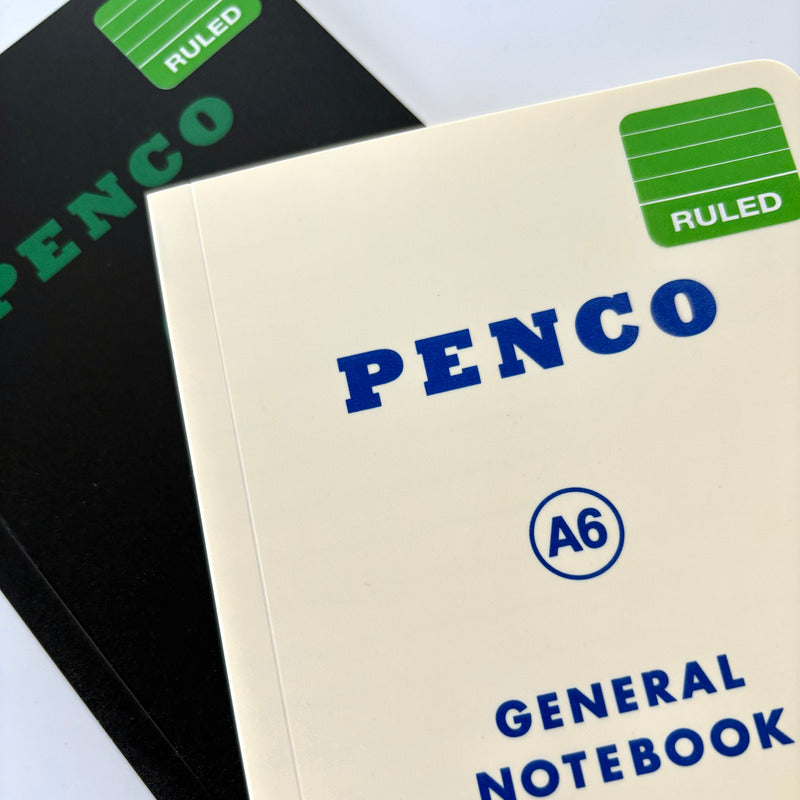 RULED
PENCO
RULED
PENCO
A6
GENERAL
NOTEBOOK